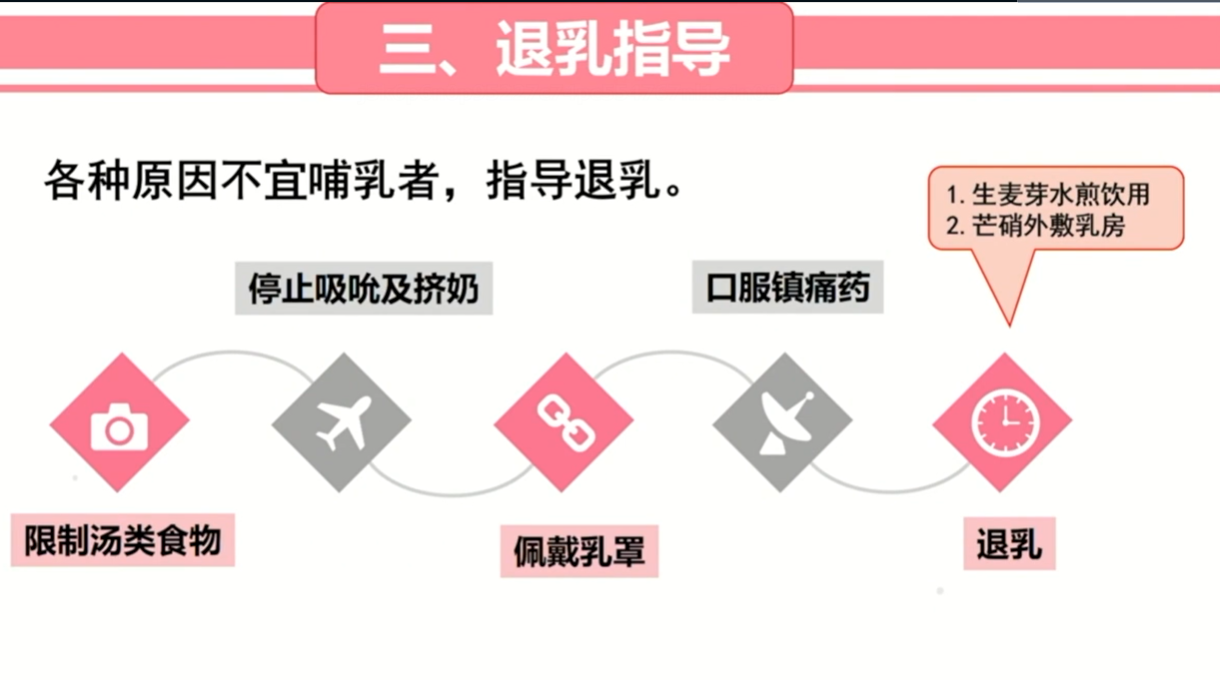 三、退乳指导
各种原因不宜哺乳者，指导退乳。
1. 生麦芽水煎饮用
2. 芒硝外敷乳房
停止吸吮及挤奶
口服镇痛药
限制汤类食物
佩戴乳罩
退乳